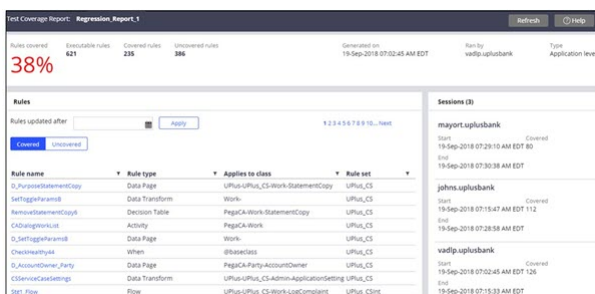 Test Coverage Report: Regression_Report_1
Refresh
Help
Rules covered
38%
Executable rules
621
Covered rules
235
Uncovered rules
386
Generated on
19-Sep-2018 07:02:45 AM EDT
Ran by
vadlp.uplusbank
Type
Application leve
Rules
Rules updated after
Apply
1 2 3 4 5 6 7 8 9 10... Next
Covered Uncovered
Rule name Rule type Applies to class Rule set
D_PurposeStatementCopy Data Page UPlus-UPlus_CS-Work-StatementCopy UPlus_CS
SetToggleParamsB Data Transform Work- UPlus_CS
RemoveStatementCopy6 Decision Table PegaCA-Work-StatementCopy UPlus_CS
CADialogWorkList Activity PegaCA-Work UPlus_CS
D_SetToggleParamsB Data Page Work- UPlus_CS
CheckHealthy44 When @baseclass UPlus_CS
D_AccountOwner_Party Data Page PegaCA-Party-AccountOwner UPlus_CS
CSServiceCaseSettings Data Transform UPlus-UPlus_CS-Admin-ApplicationSetting UPlus_CS
Flow UPlus-UPlus_CS-Work-LogComplaint UPlus_CSint
Sessions (3)
mayort.uplusbank
Start Covered
19-Sep-2018 07:29:10 AM EDT 80
End
19-Sep-2018 07:30:38 AM EDT
johns.uplusbank
Start Covered
19-Sep-2018 07:15:47 AM EDT 112
End
19-Sep-2018 07:28:58 AM EDT
vadlp.uplusbank
Start Covered
19-Sep-2018 07:02:45 AM EDT 126
End
19-Sep-2018 07:15:33 AM EDT